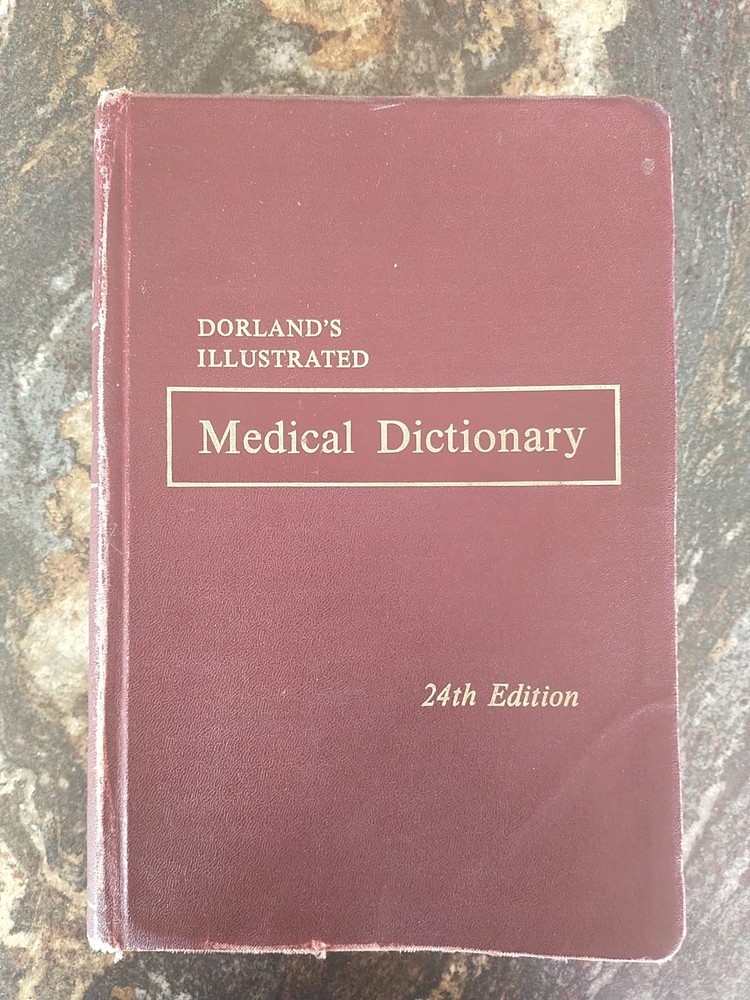 DORLAND'S
ILLUSTRATED
Medical Dictionary
24th Edition